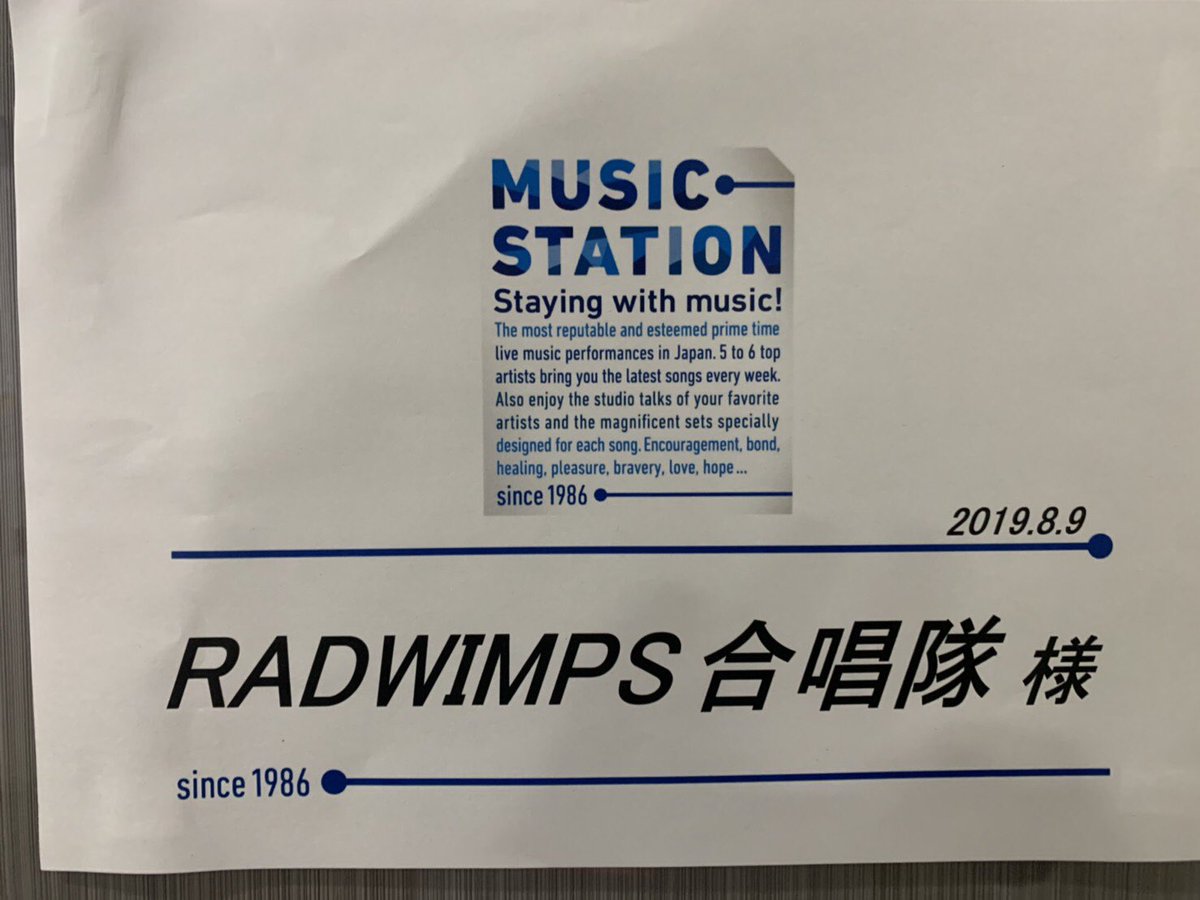 MUSIC
STATION
Staying with music!
The most reputable and esteemed prime time
live music performances in Japan. 5 to 6 top
artists bring you the latest songs every week.
Also enjoy the studio talks of your favorite
artists and the magnificent sets specially
designed for each song. Encouragement, bond,
healing, pleasure, bravery, love, hope...
since 1986
2019.8.9
RADWIMPS 合唱隊 様
since 1986